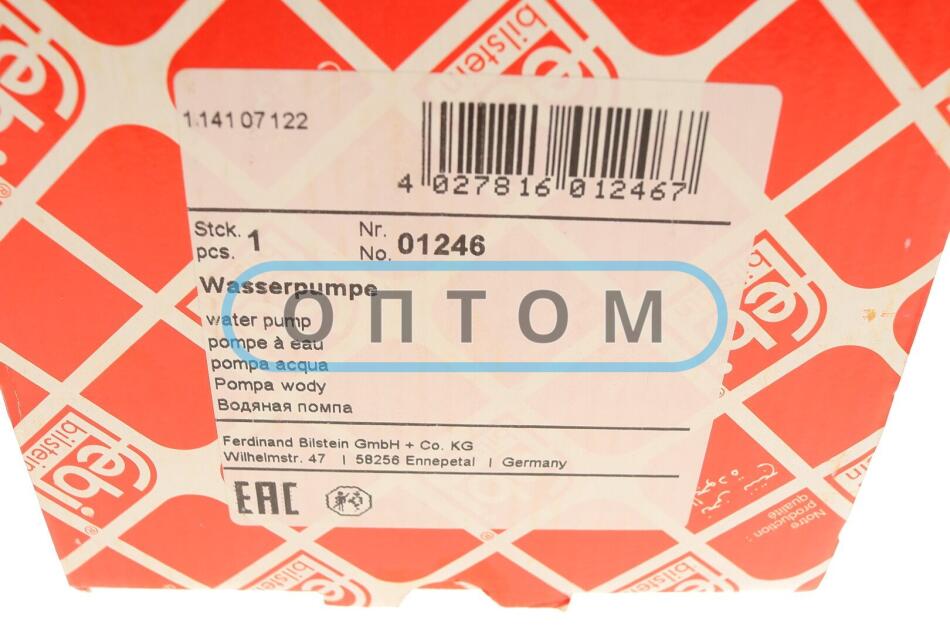 febi
bilstein
1.141 07 122
4 027816 012467
Stck. 1
pcs.
Nr.
No. 01246
Wasserpumpe
ОПТОМ
water pump
pompe à eau
pompa acqua
Pompa wody
Водяная помпа
Ferdinand Bilstein GmbH + Co. KG
Wilhelmstr. 47 | 58256 Ennepetal | Germany
EAC
febi
bilstein
Notre
production :
qualité